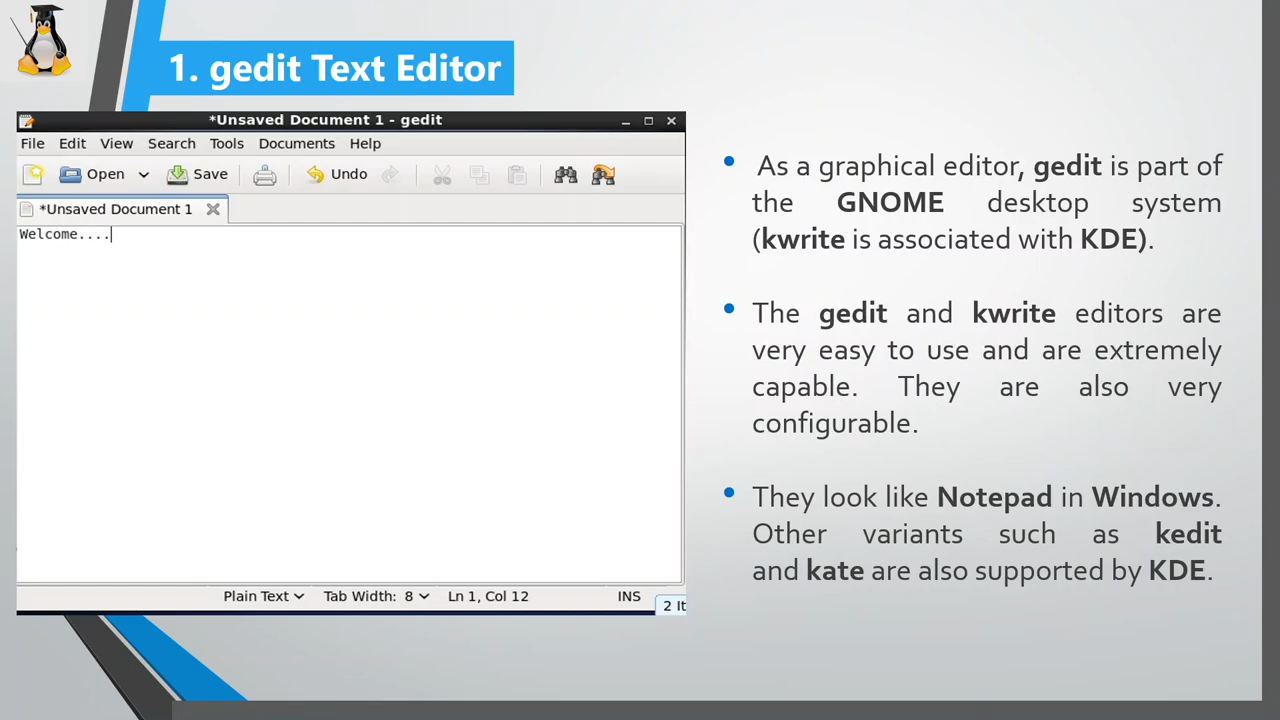 1. gedit Text Editor
*Unsaved Document 1 - gedit
File Edit View Search Tools Documents Help
Open Save Undo
*Unsaved Document 1
Welcome....
Plain Text Tab Width: 8 Ln 1, Col 12 INS
2 It
• As a graphical editor, gedit is part of
the GNOME desktop system
(kwrite is associated with KDE).
• The gedit and kwrite editors are
very easy to use and are extremely
capable. They are also very
configurable.
• They look like Notepad in Windows.
Other variants such as kedit
and kate are also supported by KDE.